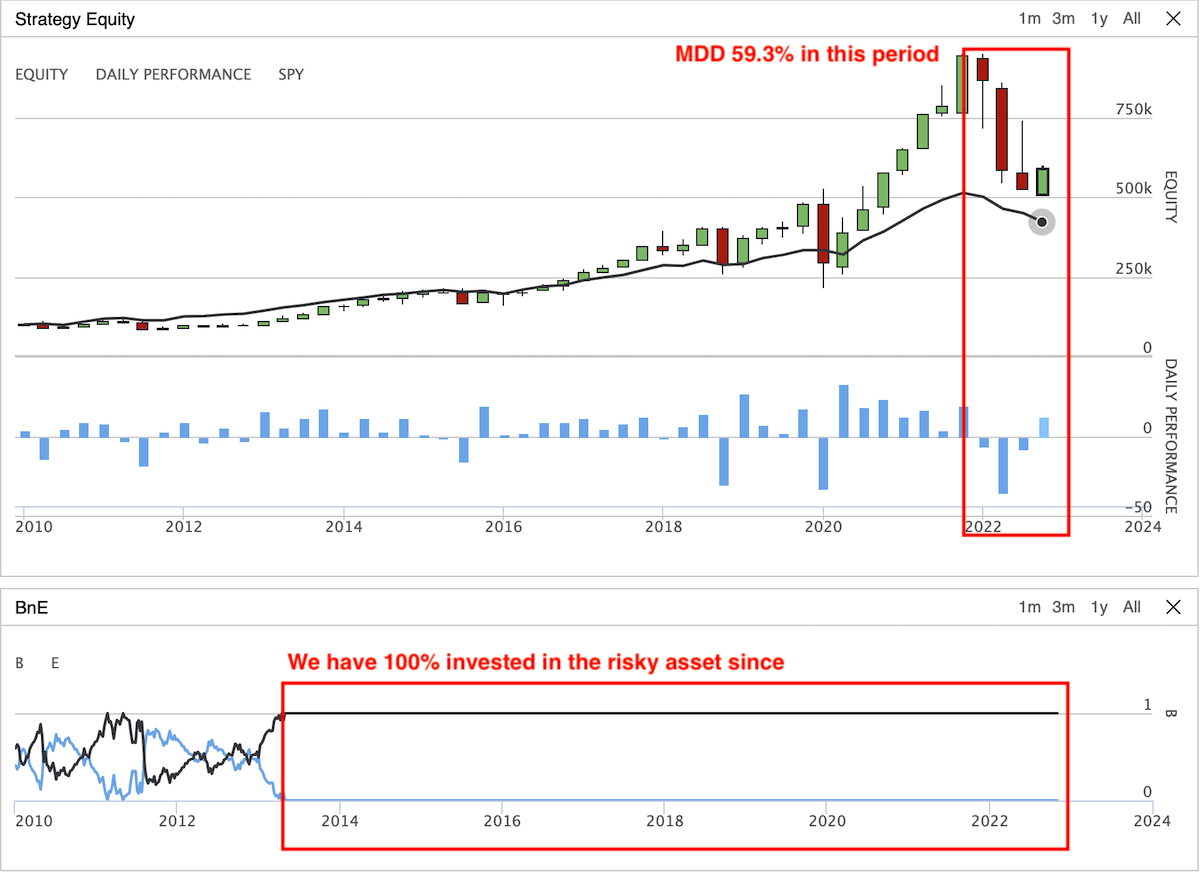 Strategy Equity
1m 3m 1y All
MDD 59.3% in this period
EQUITY DAILY PERFORMANCE SPY
750k
500k
250k
0
EQUITY
0
-50
DAILY PERFORMANCE
2010 2012 2014 2016 2018 2020 2022 2024
BnE
1m 3m 1y All
B E
We have 100% invested in the risky asset since
1
B
0
2010 2012 2014 2016 2018 2020 2022 2024